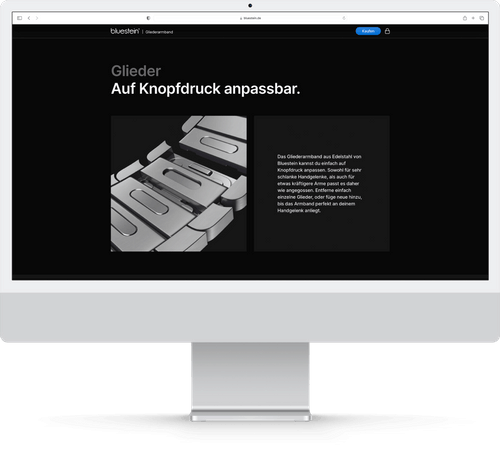 bluestein.de
bluestein® | Gliederarmband
Kaufen
Glieder
Auf Knopfdruck anpassbar.
Das Gliederarmband aus Edelstahl von
Bluestein kannst du einfach auf
Knopfdruck anpassen. Sowohl für sehr
schlanke Handgelenke, als auch für
etwas kräftigere Arme passt es daher
wie angegossen. Entferne einfach
einzelne Glieder, oder füge neue hinzu,
bis das Armband perfekt an deinem
Handgelenk anliegt.